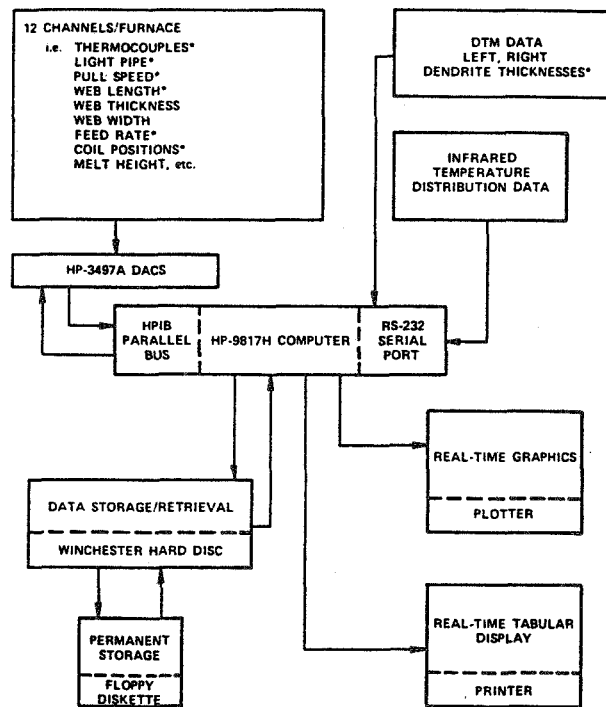 12 CHANNELS/FURNACE
i.e. THERMOCOUPLES*
LIGHT PIPE*
PULL SPEED*
WEB LENGTH*
WEB THICKNESS
WEB WIDTH
FEED RATE*
COIL POSITIONS*
MELT HEIGHT, etc.
DTM DATA
LEFT, RIGHT
DENDRITE THICKNESSES*
INFRARED
TEMPERATURE
DISTRIBUTION DATA
HP-3497A DACS
HPIB
PARALLEL
BUS
HP-9817H COMPUTER
RS-232
SERIAL
PORT
REAL-TIME GRAPHICS
PLOTTER
DATA STORAGE/RETRIEVAL
WINCHESTER HARD DISC
PERMANENT
STORAGE
FLOPPY
DISKETTE
REAL-TIME TABULAR
DISPLAY
PRINTER